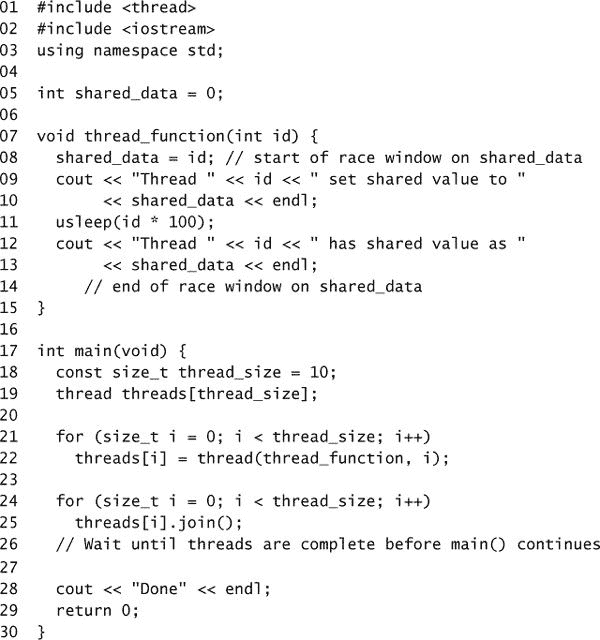 01 #include <thread>
02 #include <iostream>
03 using namespace std;
04
05 int shared_data = 0;
06
07 void thread_function(int id) {
08   shared_data = id; // start of race window on shared_data
09   cout << "Thread " << id << " set shared value to "
10        << shared_data << endl;
11   usleep(id * 100);
12   cout << "Thread " << id << " has shared value as "
13        << shared_data << endl;
14      // end of race window on shared_data
15 }
16
17 int main(void) {
18   const size_t thread_size = 10;
19   thread threads[thread_size];
20
21   for (size_t i = 0; i < thread_size; i++)
22     threads[i] = thread(thread_function, i);
23
24   for (size_t i = 0; i < thread_size; i++)
25     threads[i].join();
26   // Wait until threads are complete before main() continues
27
28   cout << "Done" << endl;
29   return 0;
30 }